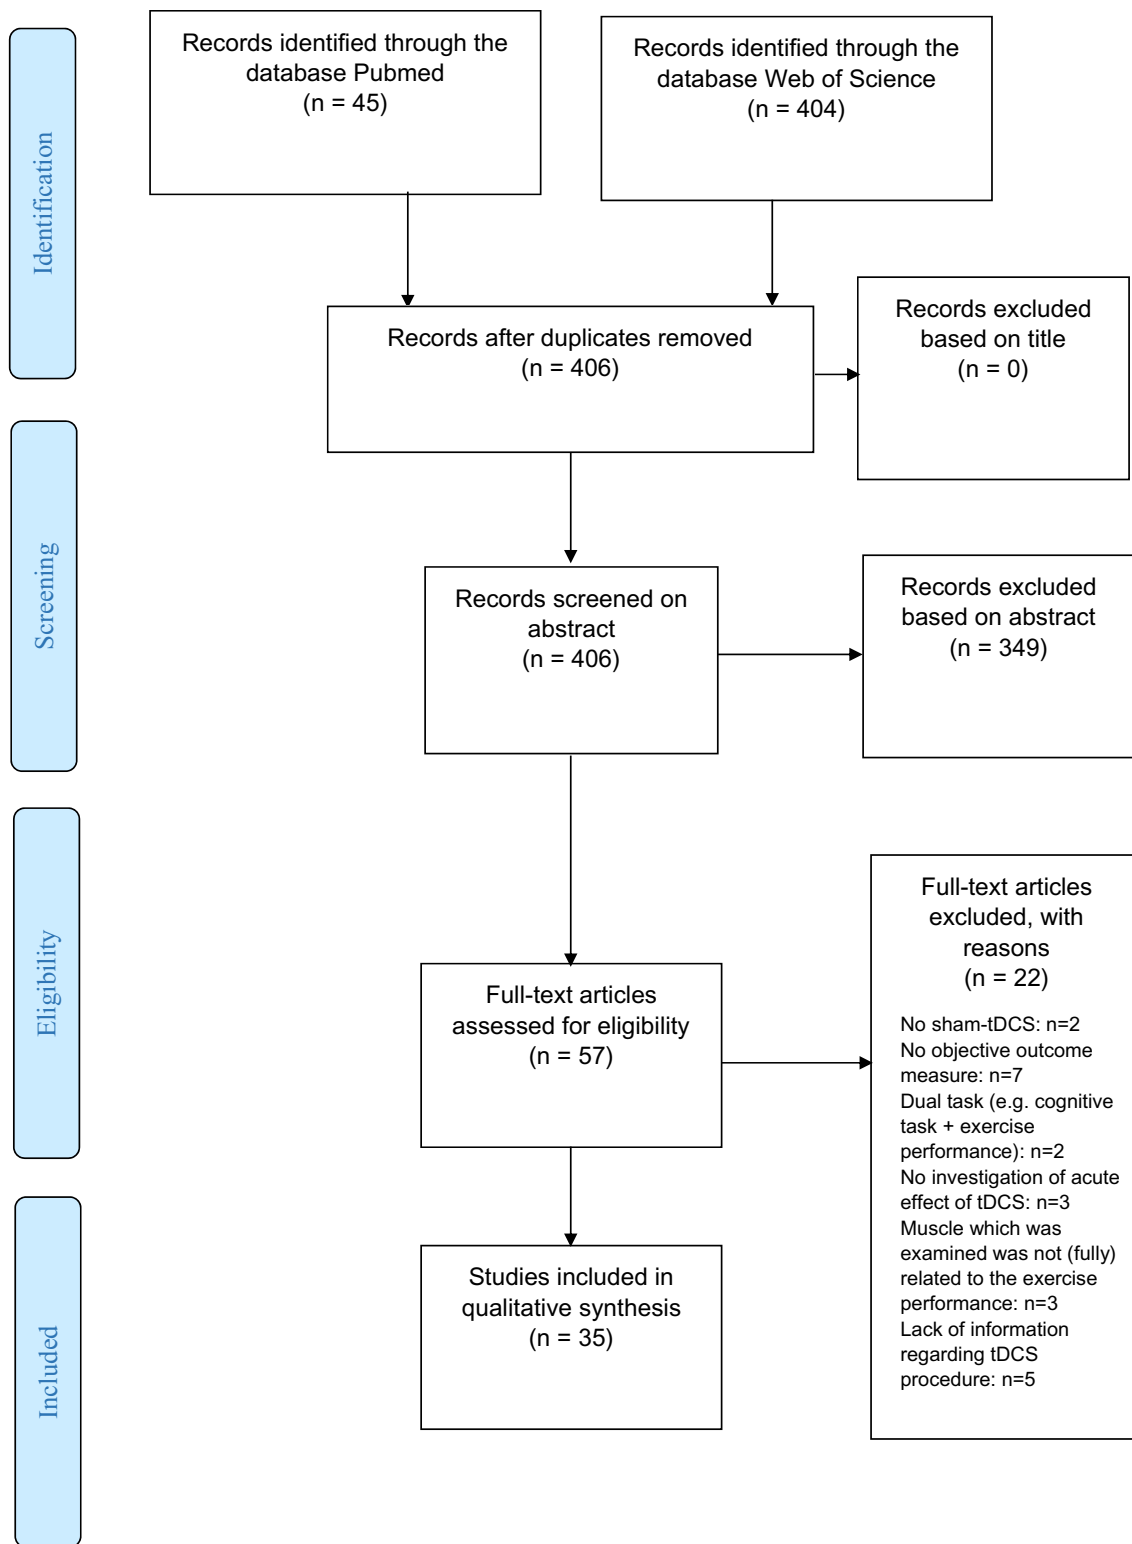 Identification
Records identified through the
database Pubmed
(n = 45)
Records identified through the
database Web of Science
(n = 404)
Records after duplicates removed
(n = 406)
Records excluded
based on title
(n = 0)
Screening
Records screened on
abstract
(n = 406)
Records excluded
based on abstract
(n = 349)
Eligibility
Full-text articles
assessed for eligibility
(n = 57)
Full-text articles
excluded, with
reasons
(n = 22)
No sham-tDCS: n=2
No objective outcome
measure: n=7
Dual task (e.g. cognitive
task + exercise
performance): n=2
No investigation of acute
effect of tDCS: n=3
Muscle which was
examined was not (fully)
related to the exercise
performance: n=3
Lack of information
regarding tDCS
procedure: n=5
Included
Studies included in
qualitative synthesis
(n = 35)